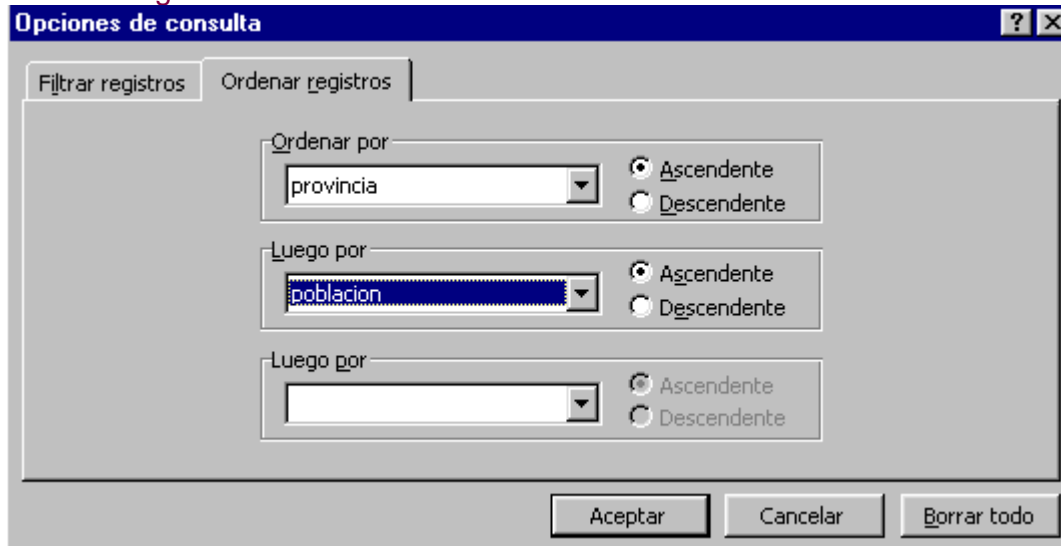 Opciones de consulta
Filtrar registros Ordenar registros
Ordenar por
provincia
Ascendente
Descendente
Luego por
poblacion
Ascendente
Descendente
Luego por
Ascendente
Descendente
Aceptar Cancelar Borrar todo